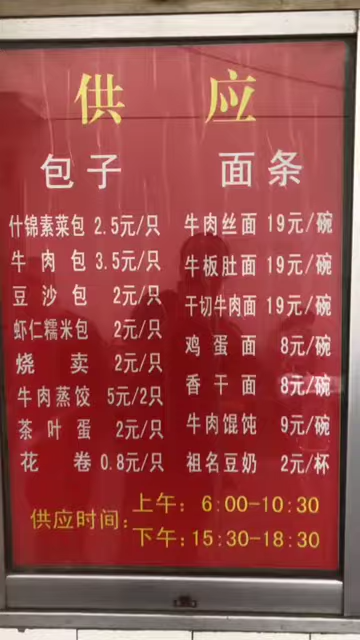 供应
包子
什锦素菜包 2.5元/只
牛肉包 3.5元/只
豆沙包 2元/只
虾仁糯米包 2元/只
烧卖 2元/只
牛肉蒸饺 5元/2只
茶叶蛋 2元/只
花卷 0.8元/只
面条
牛肉丝面 19元/碗
牛板肚面 19元/碗
干切牛肉面 19元/碗
鸡蛋面 8元/碗
香干面 8元/碗
牛肉馄饨 9元/碗
祖名豆奶 2元/杯
供应时间:
上午: 6:00-10:30
下午: 15:30-18:30